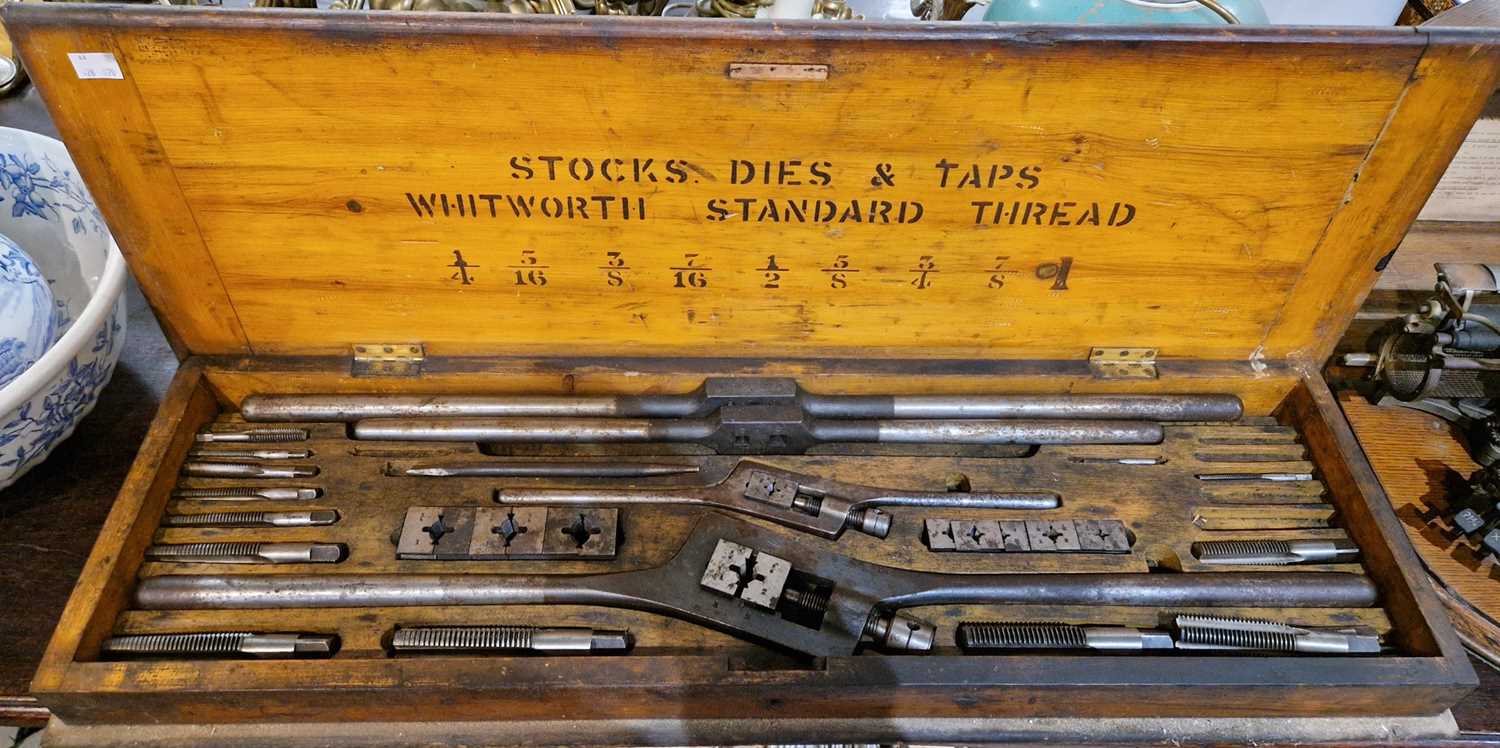 STOCKS DIES & TAPS
WHITWORTH STANDARD THREAD
1/4 5/16 3/8 7/16 1/2 5/8 3/4 7/8 1